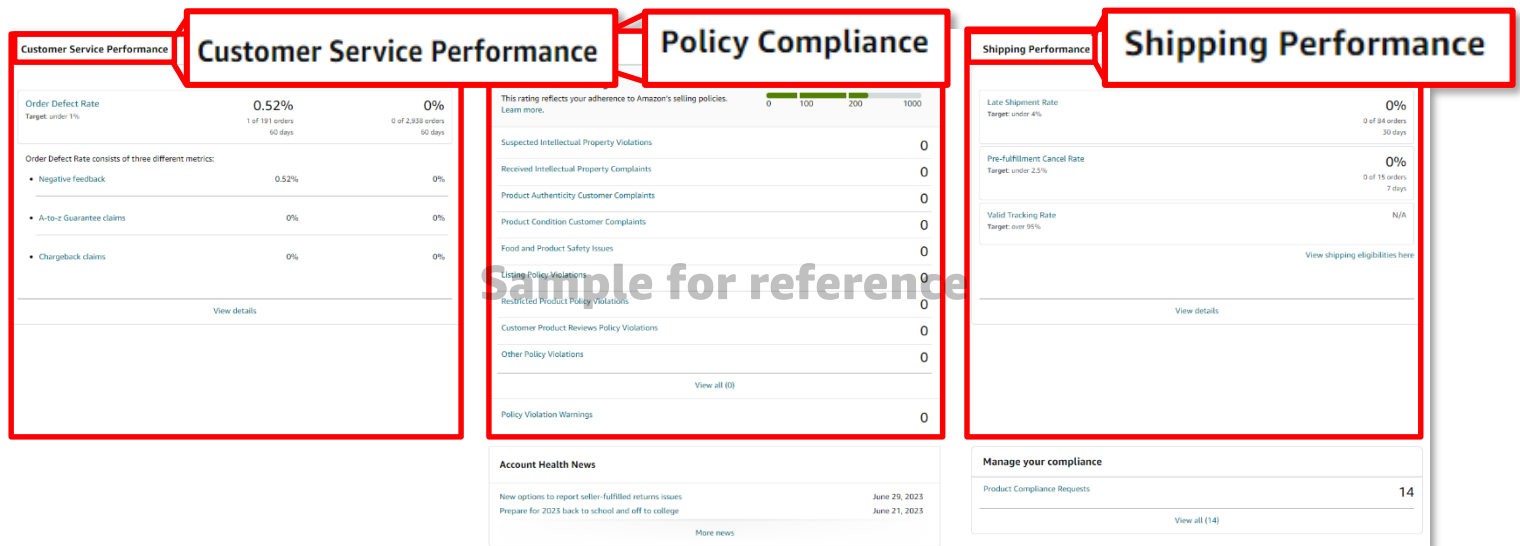 Customer Service Performance
Customer Service Performance
Order Defect Rate
Target: under 1%
0.52%
1 of 191 orders
60 days
0%
0 of 2,938 orders
60 days
Order Defect Rate consists of three different metrics:
• Negative feedback 0.52% 0%
• A-to-z Guarantee claims 0% 0%
• Chargeback claims 0% 0%
View details
Policy Compliance
This rating reflects your adherence to Amazon's selling policies.
Learn more.
0 100 200 1000
Suspected Intellectual Property Violations 0
Received Intellectual Property Complaints 0
Product Authenticity Customer Complaints 0
Product Condition Customer Complaints 0
Food and Product Safety Issues 0
Listing Policy Violations 0
Restricted Product Policy Violations 0
Customer Product Reviews Policy Violations 0
Other Policy Violations 0
View all (0)
Policy Violation Warnings 0
Sample for reference
Account Health News
New options to report seller-fulfilled returns issues June 29, 2023
Prepare for 2023 back to school and off to college June 21, 2023
More news
Shipping Performance
Shipping Performance
Late Shipment Rate
Target: under 4%
0%
0 of 84 orders
30 days
Pre-fulfillment Cancel Rate
Target: under 2.5%
0%
0 of 15 orders
7 days
Valid Tracking Rate
Target: over 95%
N/A
View shipping eligibilities here
View details
Manage your compliance
Product Compliance Requests 14
View all (14)